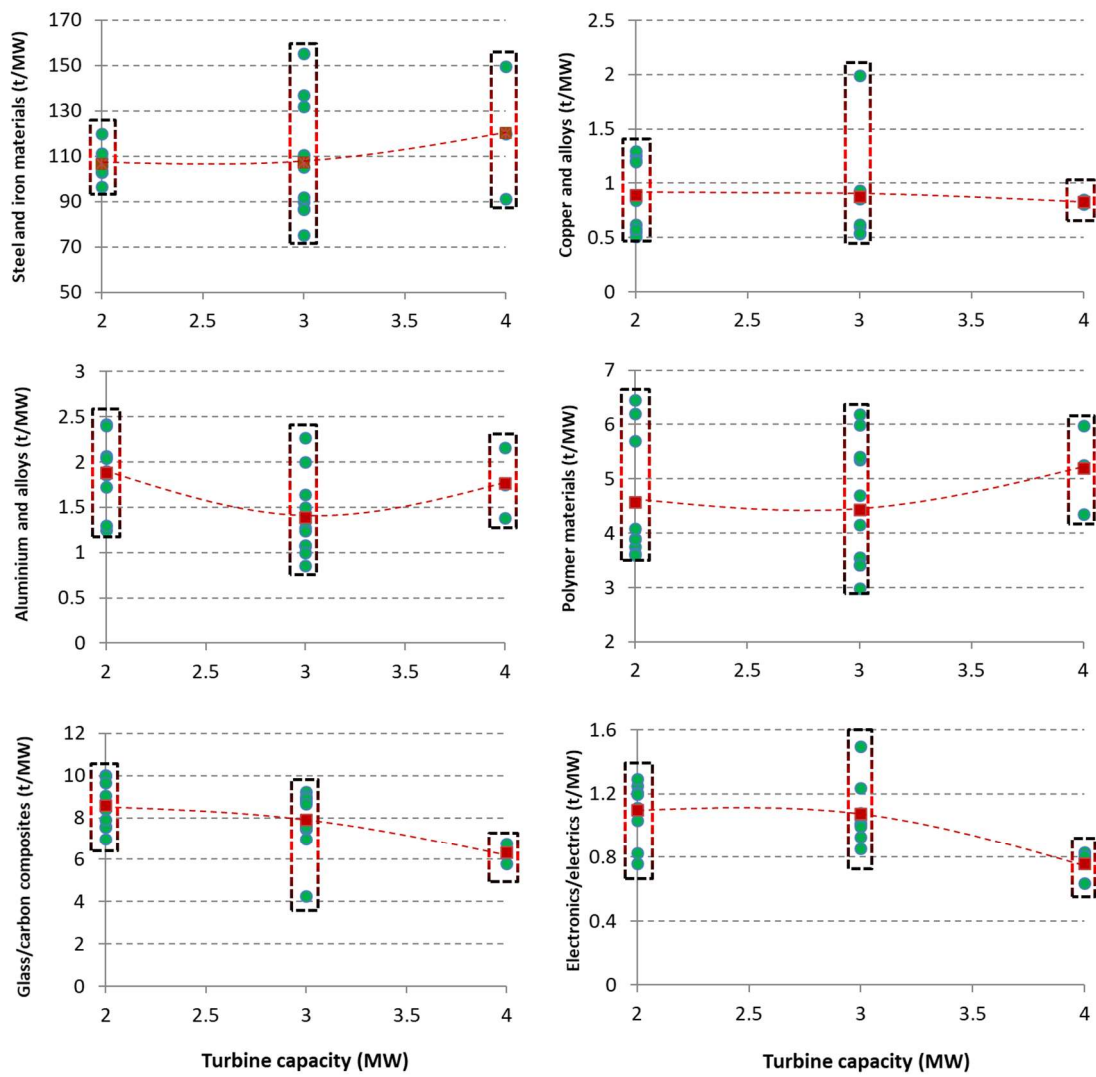 Steel and iron materials (t/MW)
170
150
130
110
90
70
50
2 2.5 3 3.5 4
Copper and alloys (t/MW)
2.5
2
1.5
1
0.5
0
2 2.5 3 3.5 4
Aluminium and alloys (t/MW)
3
2.5
2
1.5
1
0.5
0
2 2.5 3 3.5 4
Polymer materials (t/MW)
7
6
5
4
3
2
2 2.5 3 3.5 4
Glass/carbon composites (t/MW)
12
10
8
6
4
2
0
2 2.5 3 3.5 4
Turbine capacity (MW)
Electronics/electrics (t/MW)
1.6
1.2
0.8
0.4
0
2 2.5 3 3.5 4
Turbine capacity (MW)